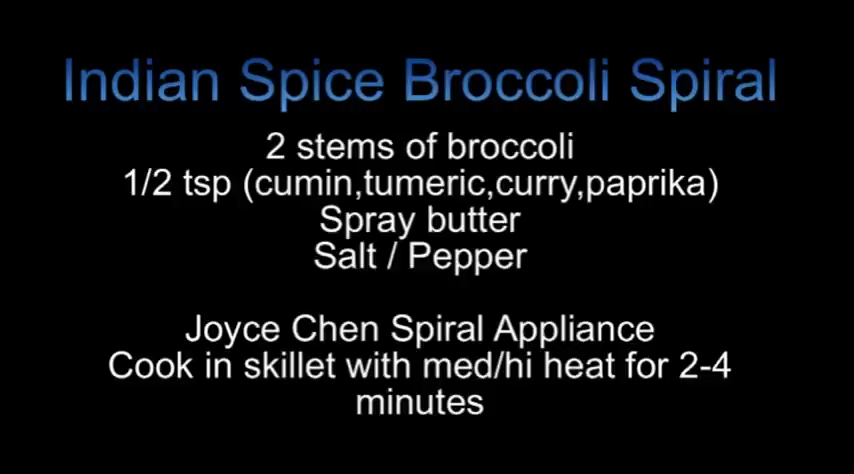 Indian Spice Broccoli Spiral
2 stems of broccoli
1/2 tsp (cumin,tumeric,curry,paprika)
Spray butter
Salt / Pepper
Joyce Chen Spiral Appliance
Cook in skillet with med/hi heat for 2-4
minutes